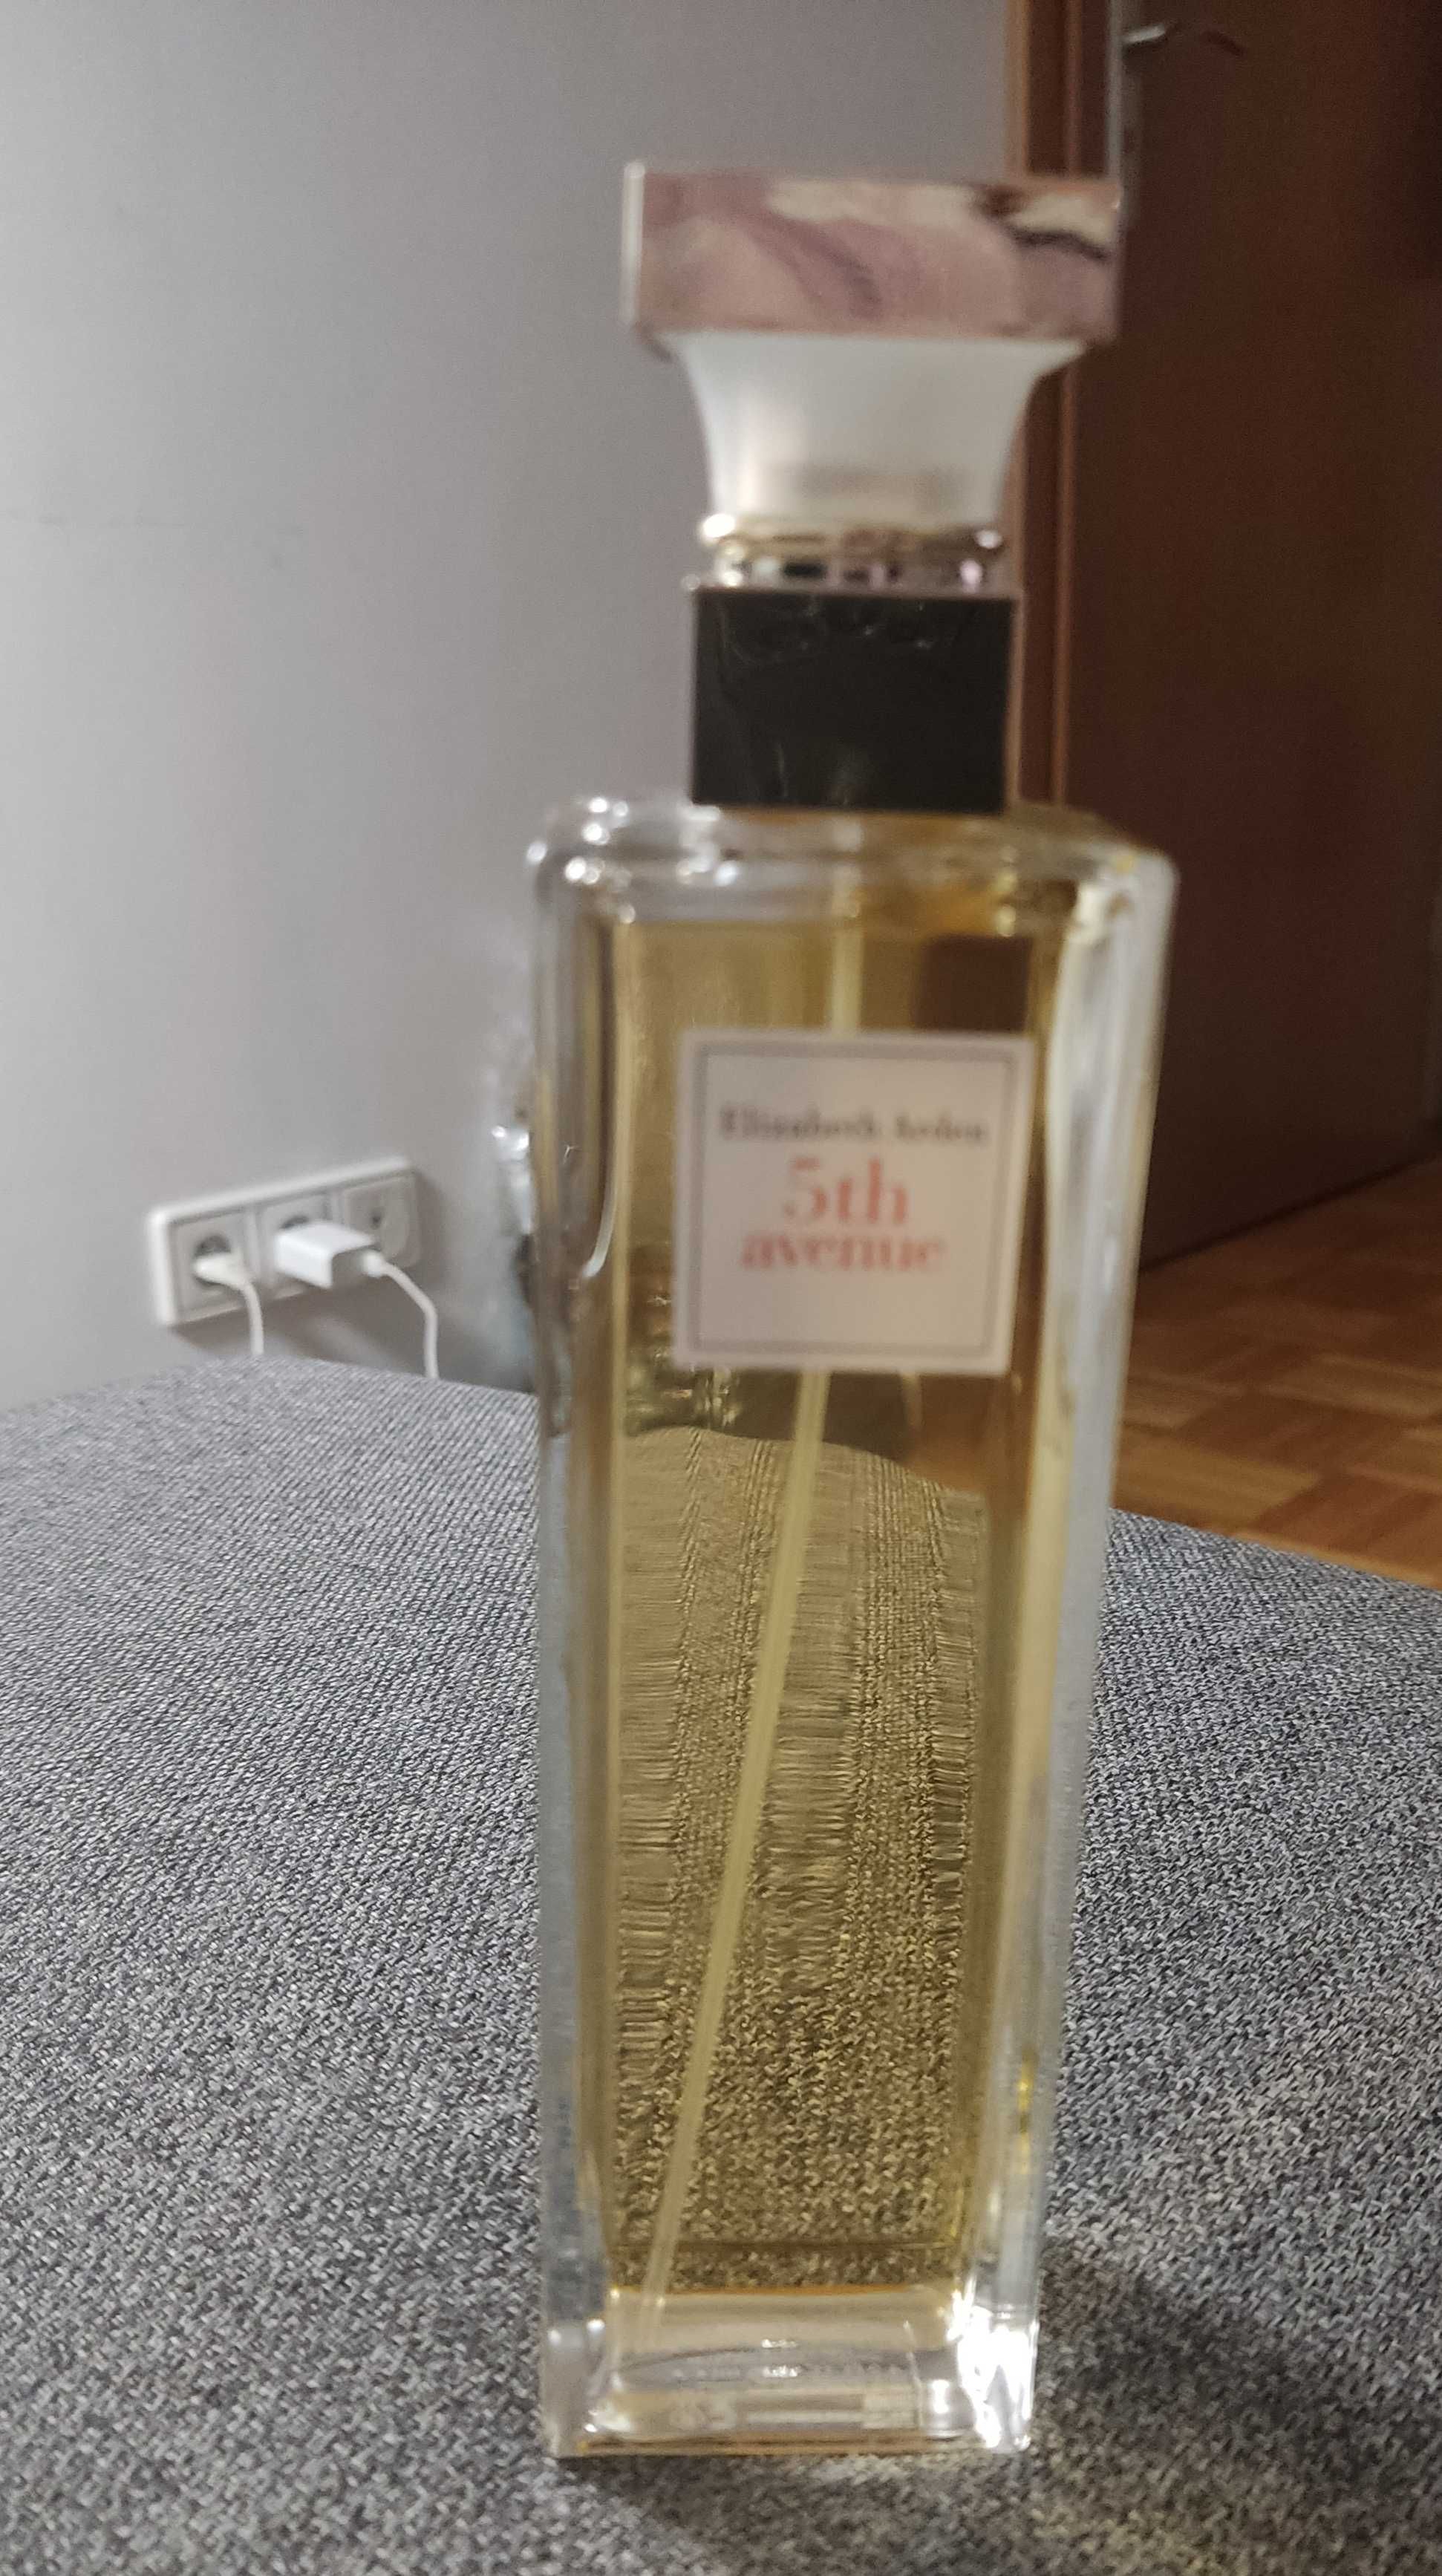 Elizabeth Arden
5th
avenue